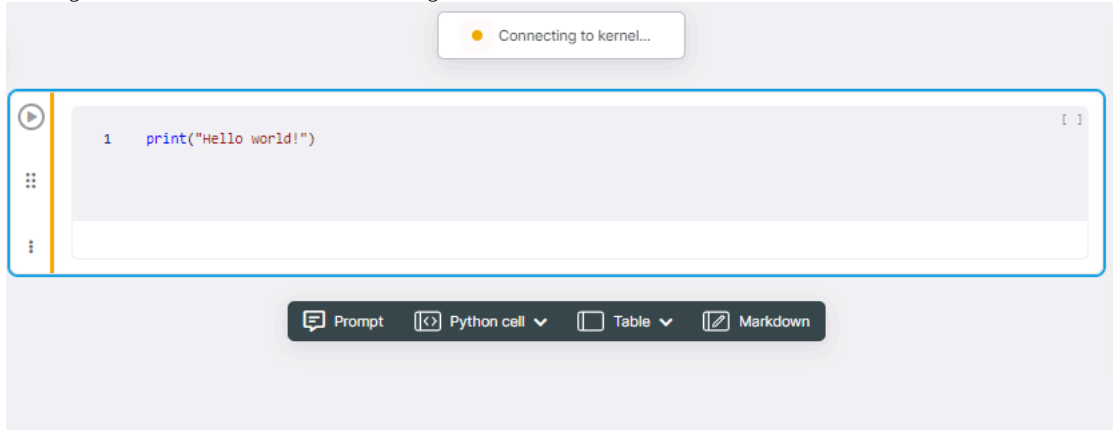 Connecting to kernel...
[ ]
1 print("Hello world!")
Prompt Python cell Table Markdown